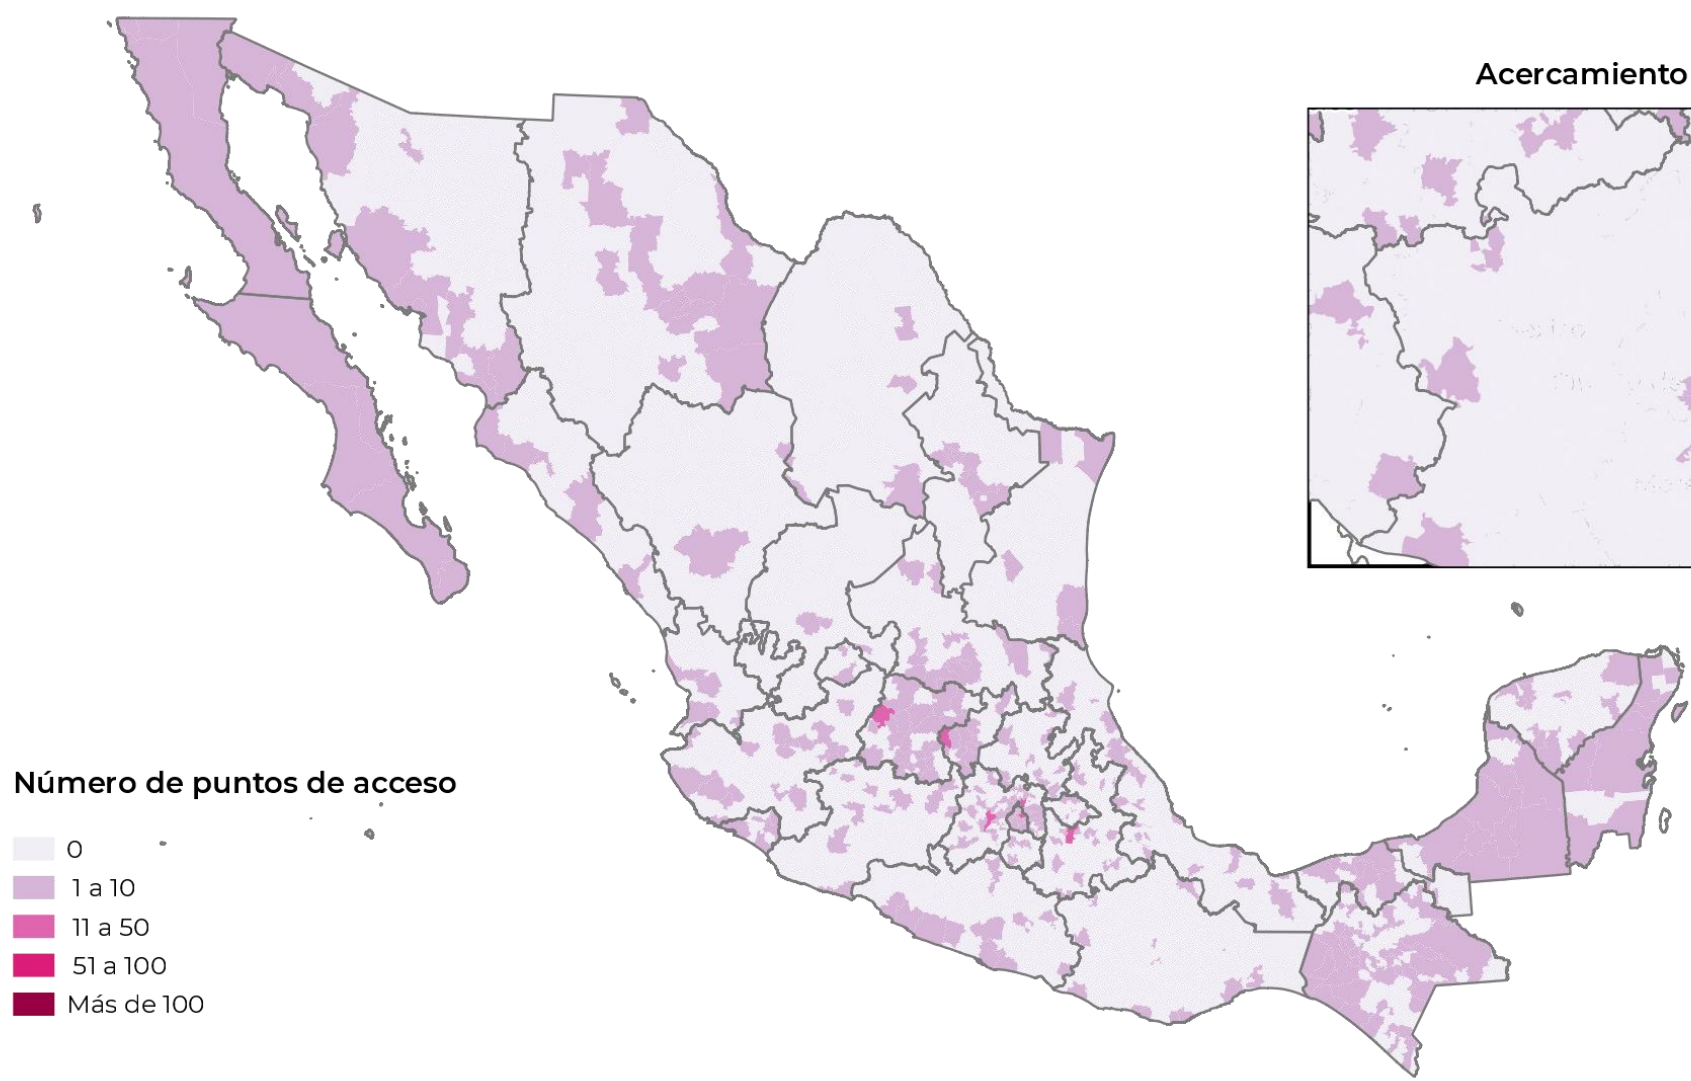 Acercamiento
Número de puntos de acceso
0
1 a 10
11 a 50
51 a 100
Más de 100